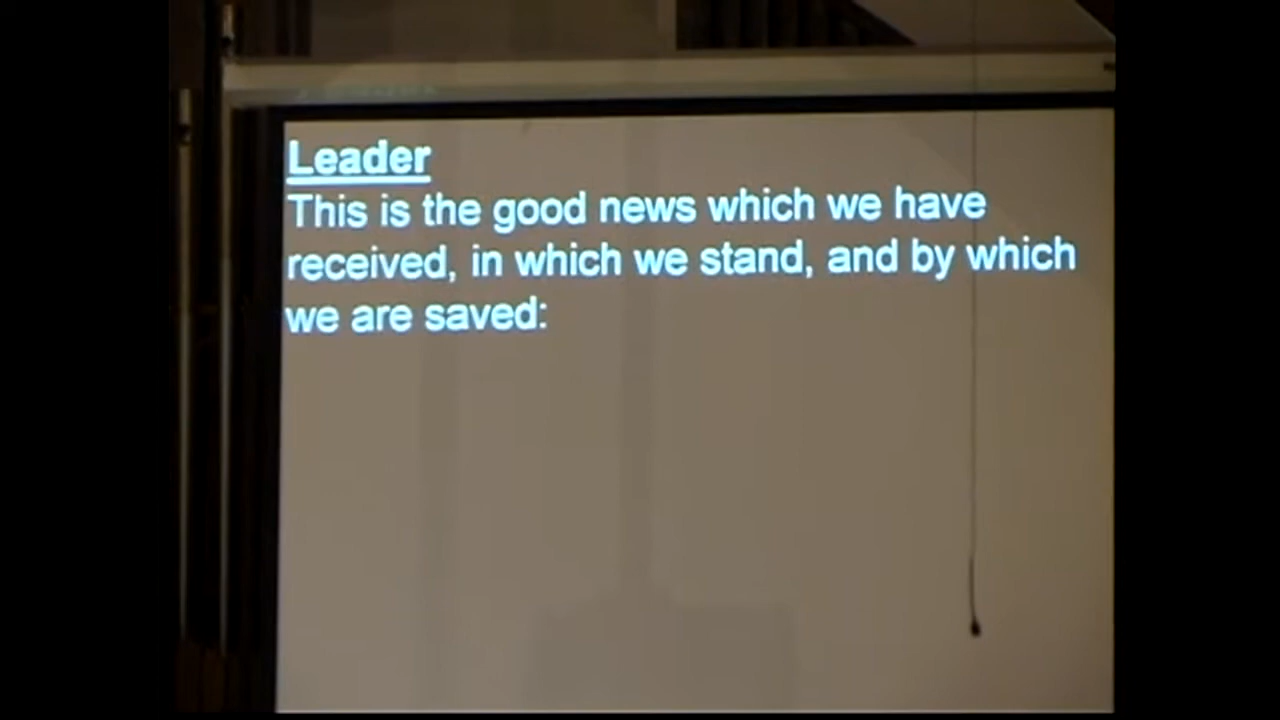 Leader
This is the good news which we have
received, in which we stand, and by which
we are saved: